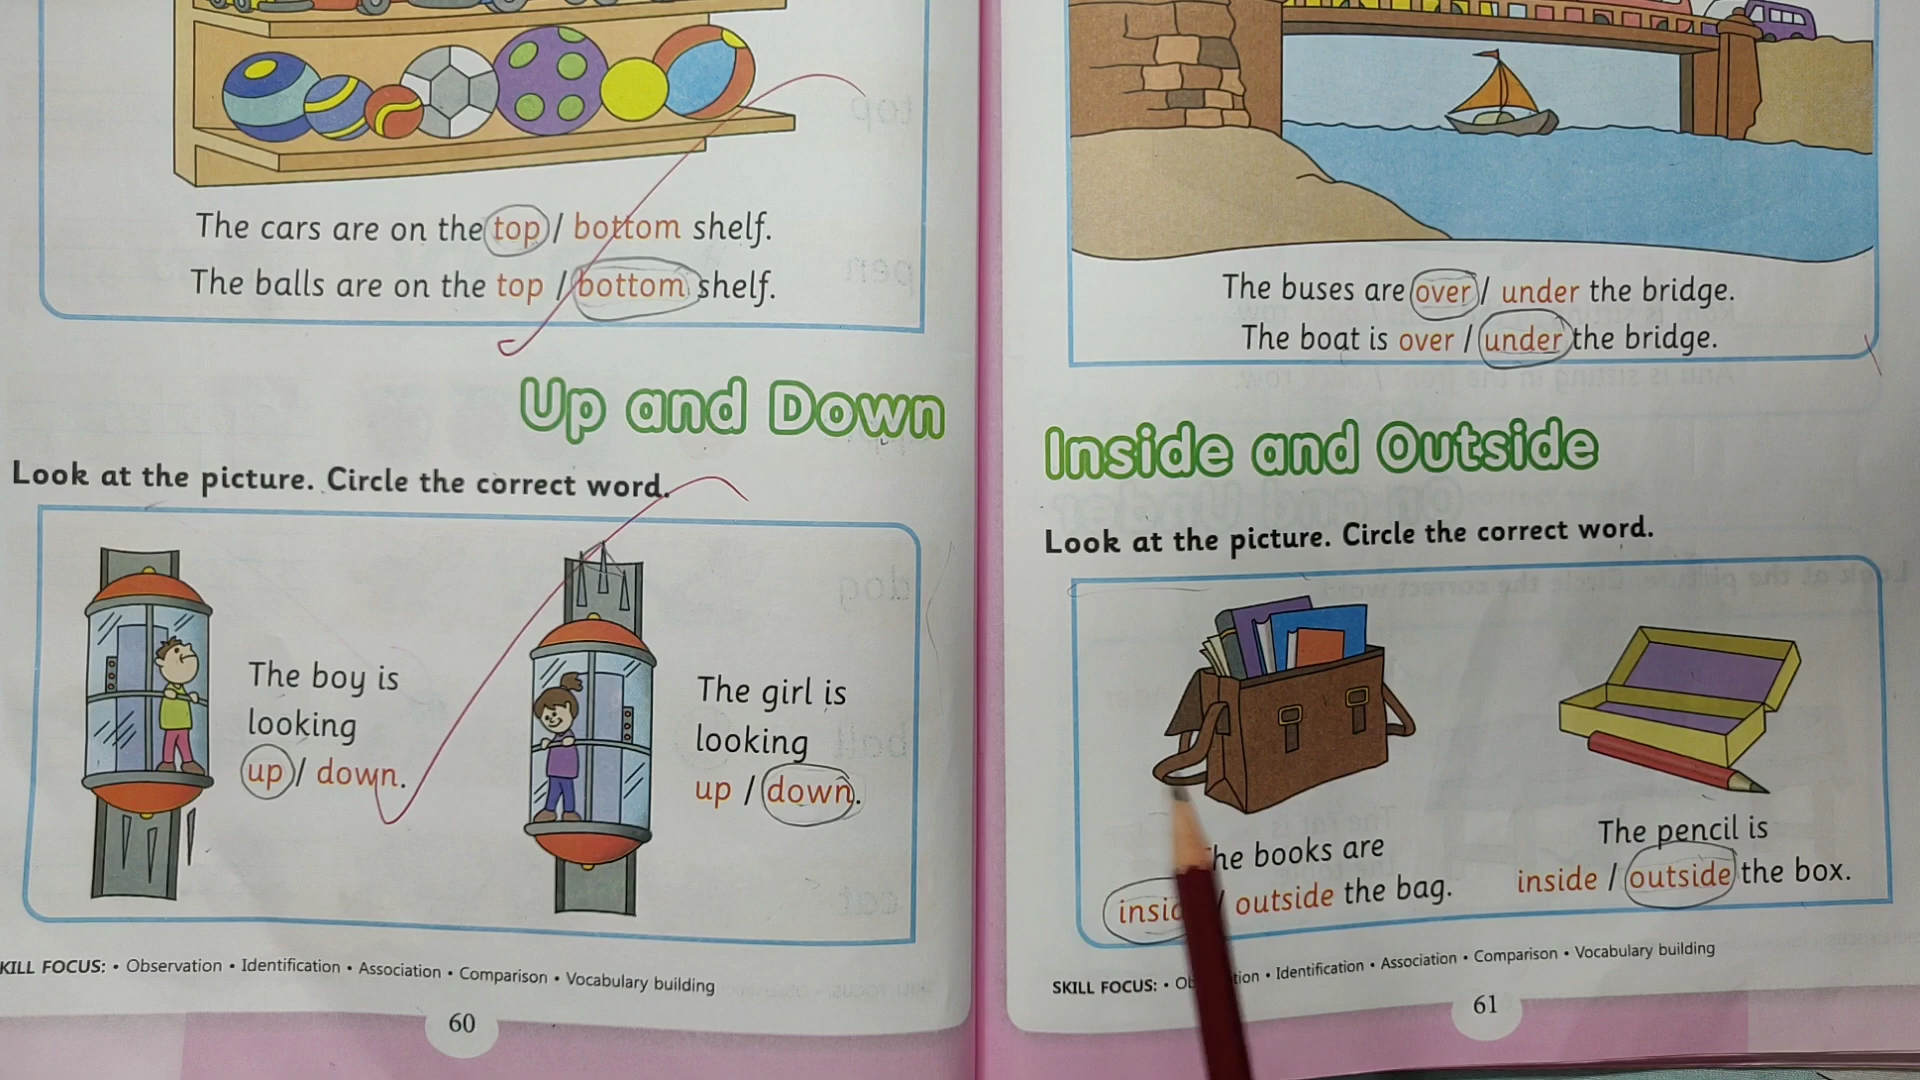 The cars are on the top / bottom shelf.
The balls are on the top / bottom shelf.
Up and Down
Look at the picture. Circle the correct word.
The boy is
looking
up / down.
The girl is
looking
up / down.
KILL FOCUS: • Observation • Identification • Association • Comparison • Vocabulary building
60
The buses are over / under the bridge.
The boat is over / under the bridge.
Inside and Outside
Look at the picture. Circle the correct word.
The books are
/ outside the bag.
The pencil is
inside / outside the box.
SKILL FOCUS: • • Identification • Association • Comparison • Vocabulary building
61